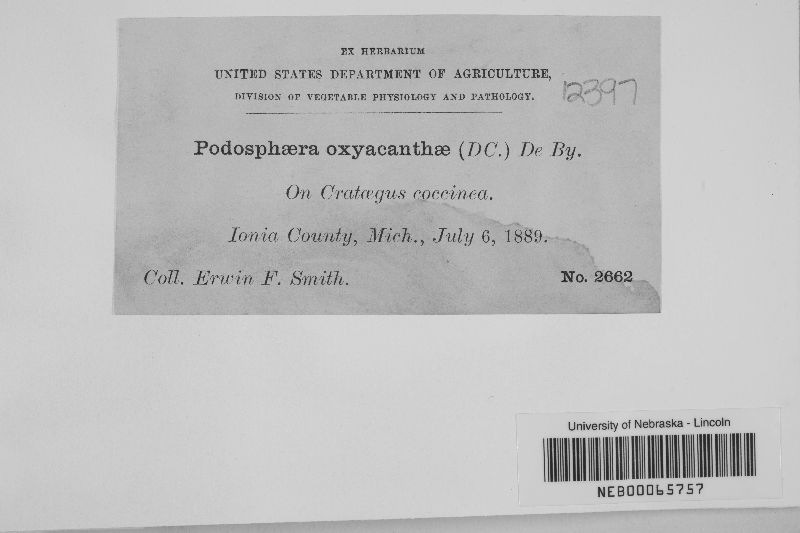 EX HERBARIUM
UNITED STATES DEPARTMENT OF AGRICULTURE,
DIVISION OF VEGETABLE PHYSIOLOGY AND PATHOLOGY.
12397
Podosphæra oxyacanthæ (DC.) De By.
On Cratægus coccinea.
Ionia County, Mich., July 6, 1889.
Coll. Erwin F. Smith. No. 2662
University of Nebraska - Lincoln
NEB00065757